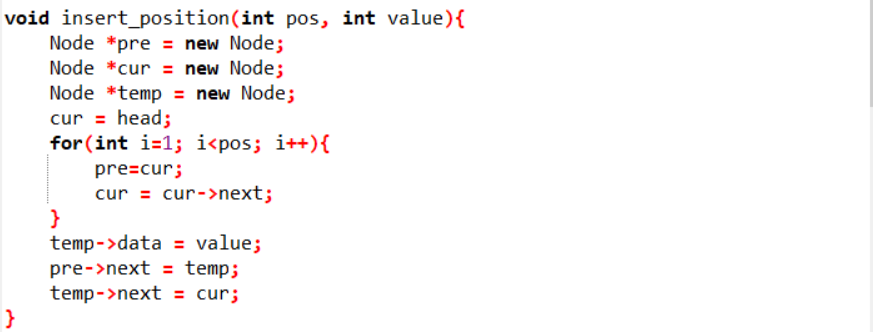 void insert_position(int pos, int value){
    Node *pre = new Node;
    Node *cur = new Node;
    Node *temp = new Node;
    cur = head;
    for(int i=1; i<pos; i++){
        pre=cur;
        cur = cur->next;
    }
    temp->data = value;
    pre->next = temp;
    temp->next = cur;
}